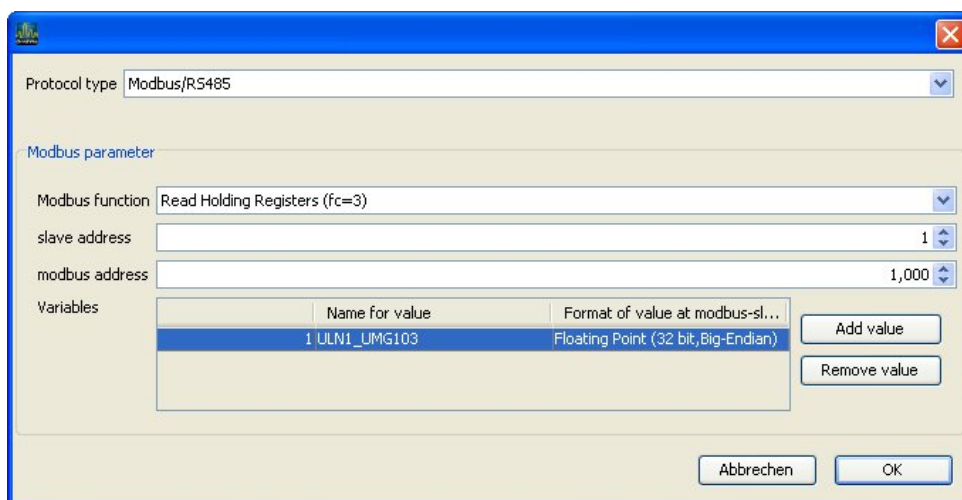 Protocol type Modbus/RS485
Modbus parameter
Modbus function Read Holding Registers (fc=3)
slave address 1
modbus address 1,000
Variables
Name for value Format of value at modbus-sl...
1 ULN1_UMG103 Floating Point (32 bit,Big-Endian)
Add value
Remove value
Abbrechen OK